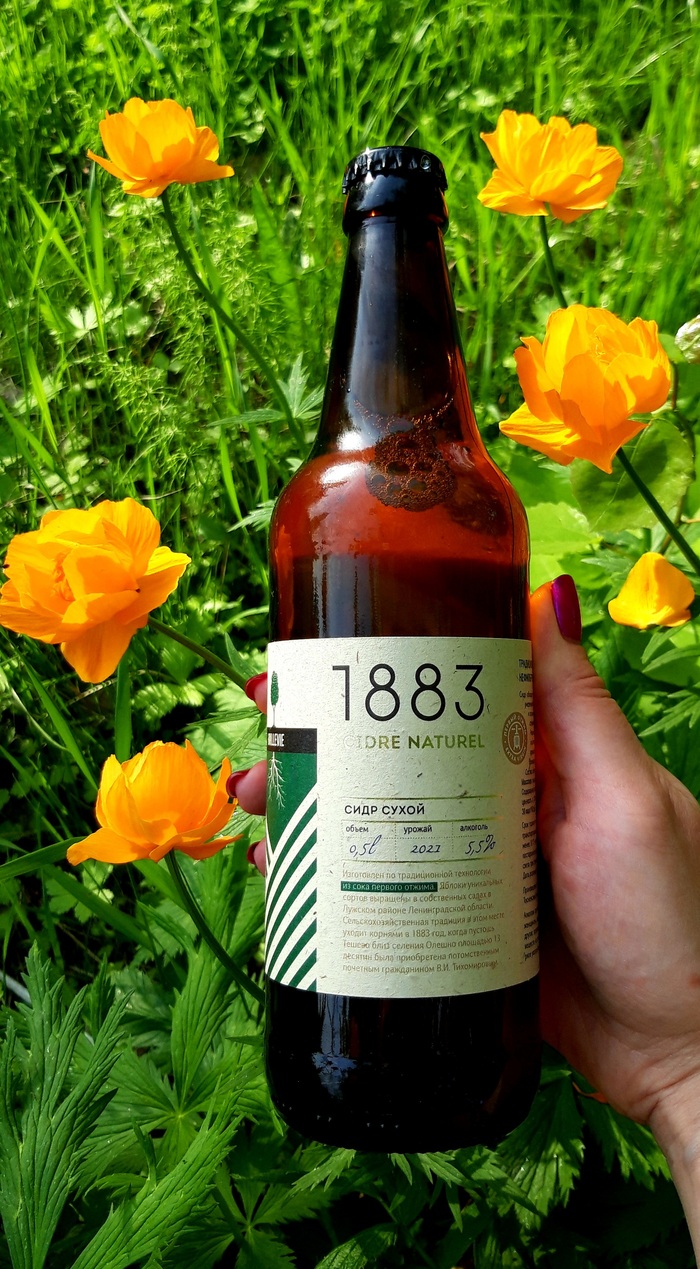 1883
CIDRE NATUREL
СИДР СУХОЙ
объем урожай алкоголь
0,5l 2021 5,5%
Изготовлен по традиционной технологии
из сока первого отжима. Яблоки уникальных
сортов выращены в собственных садах в
Лужском районе Ленинградской области.
Сельскохозяйственная традиция в этом месте
уходит корнями в 1883 год, когда пустошь
Тешево близ селения Олешно площадью 13
десятин была приобретена потомственным
почетным гражданином В.И. Тихомировым.